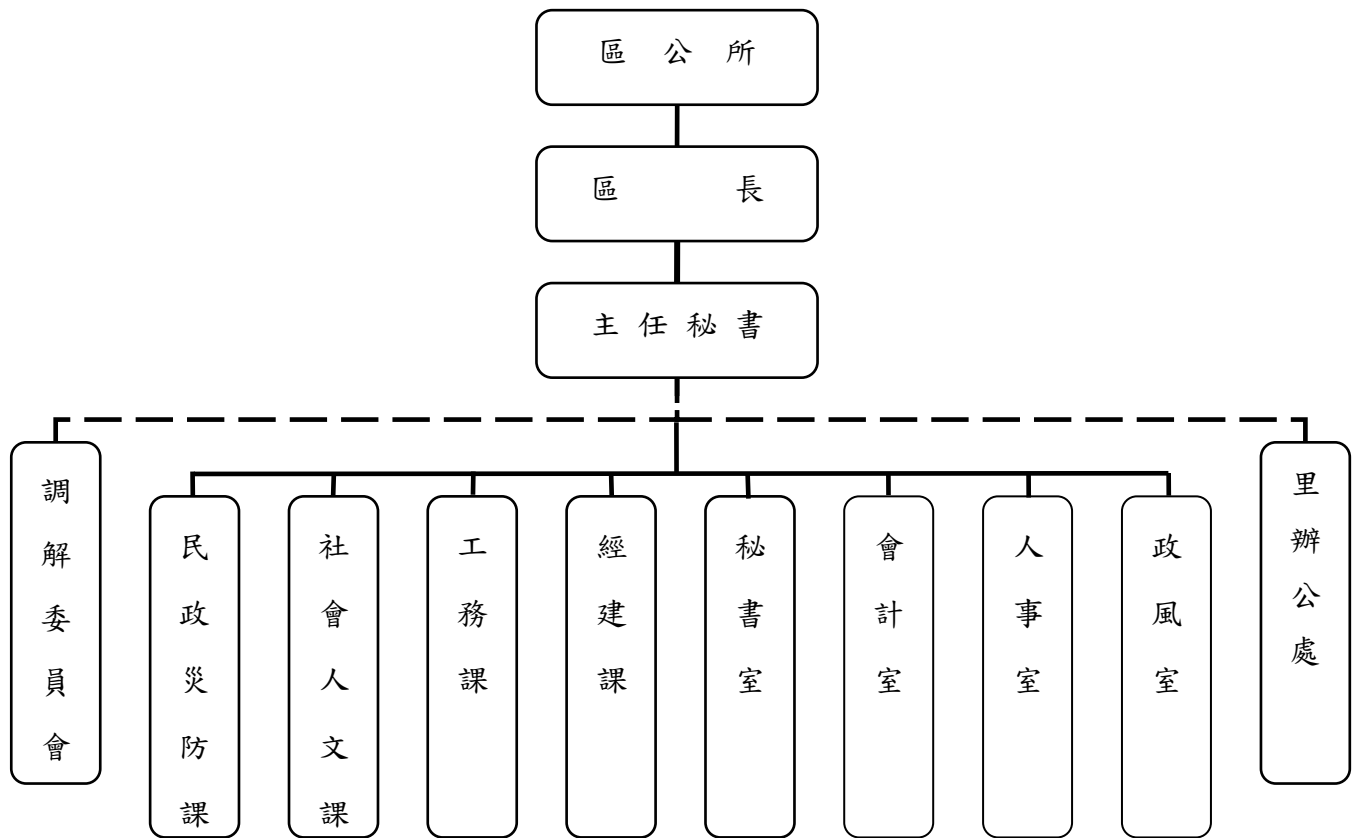 區公所
區長
主任秘書
調解委員會
民政災防課
社會人文課
工務課
經建課
秘書室
會計室
人事室
政風室
里辦公處